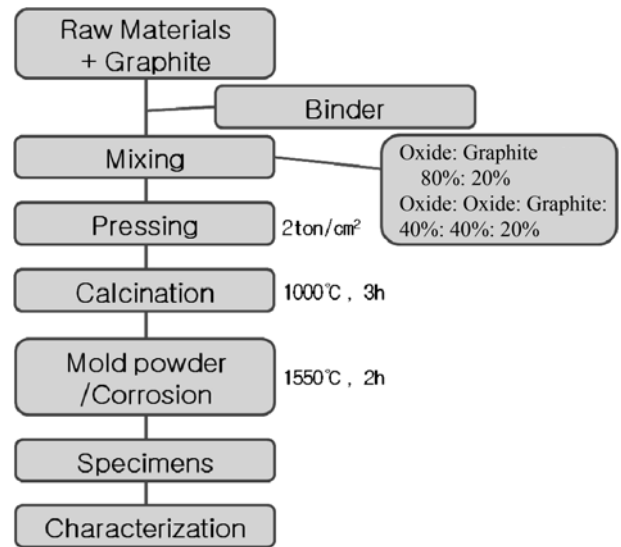 Raw Materials
+ Graphite
Binder
Mixing
Oxide: Graphite
80%: 20%
Oxide: Oxide: Graphite:
40%: 40%: 20%
Pressing
2ton/cm²
Calcination
1000℃, 3h
Mold powder
/Corrosion
1550℃, 2h
Specimens
Characterization